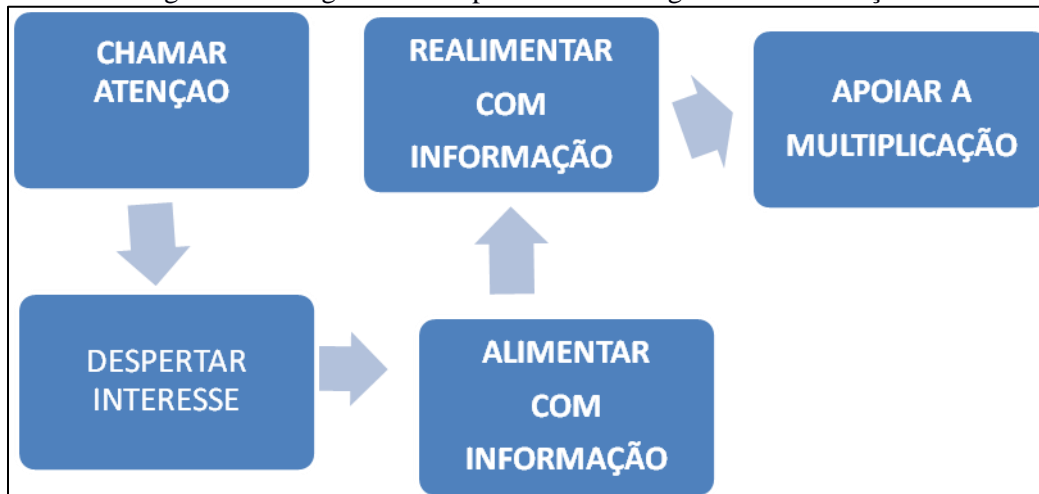 CHAMAR
ATENÇAO
DESPERTAR
INTERESSE
ALIMENTAR
COM
INFORMAÇÃO
REALIMENTAR
COM
INFORMAÇÃO
APOIAR A
MULTIPLICAÇÃO